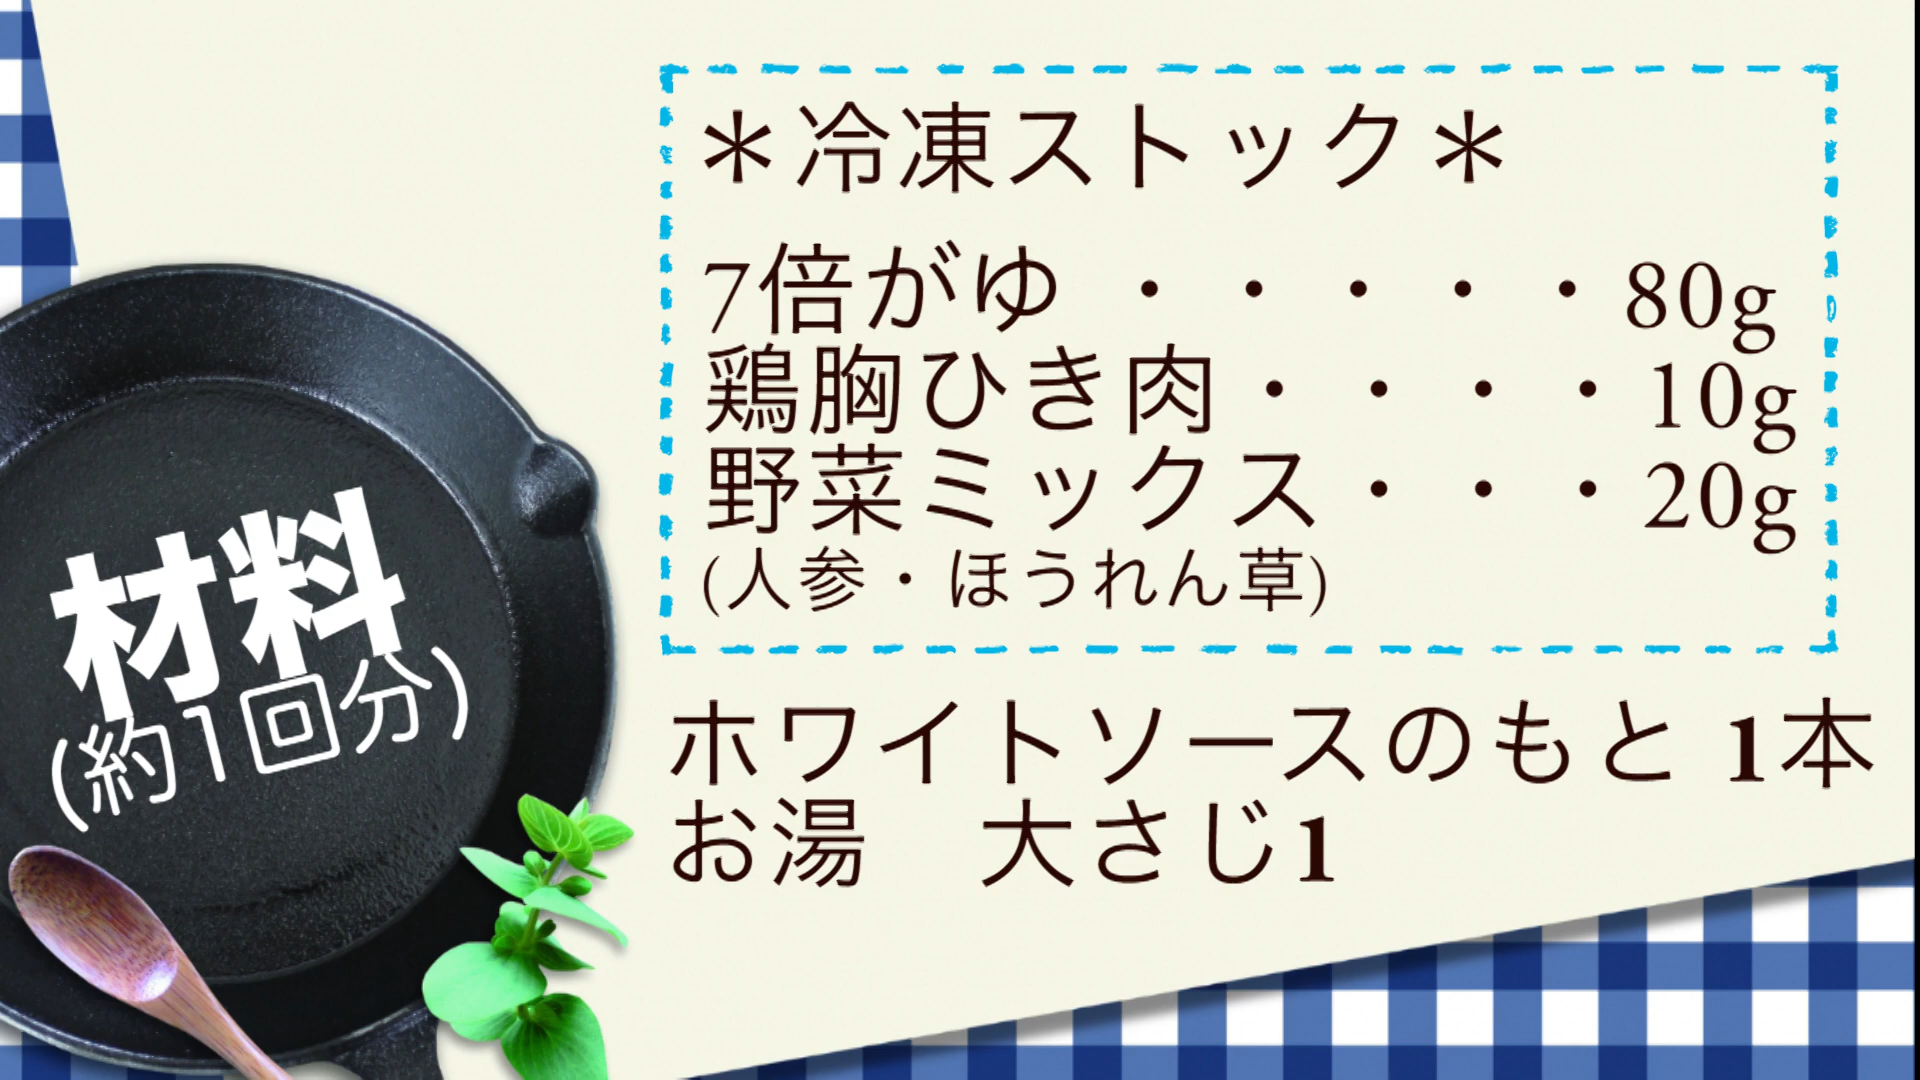 材料
(約1回分)
＊冷凍ストック＊
7倍がゆ ・・・・・80g
鶏胸ひき肉・・・・10g
野菜ミックス・・・20g
(人参・ほうれん草)
ホワイトソースのもと 1本
お湯　大さじ1